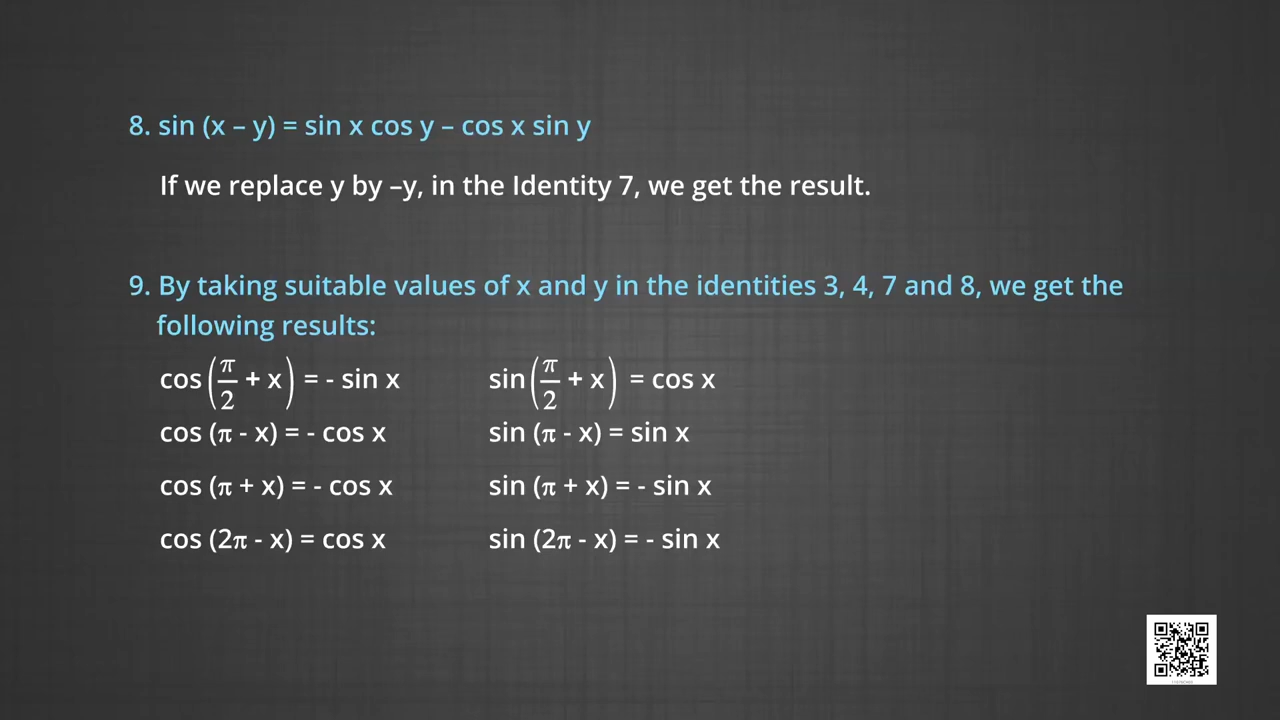 8. sin (x – y) = sin x cos y – cos x sin y
If we replace y by –y, in the Identity 7, we get the result.
9. By taking suitable values of x and y in the identities 3, 4, 7 and 8, we get the
following results:
cos(π/2 + x) = - sin x    sin(π/2 + x) = cos x
cos (π - x) = - cos x    sin (π - x) = sin x
cos (π + x) = - cos x    sin (π + x) = - sin x
cos (2π - x) = cos x    sin (2π - x) = - sin x